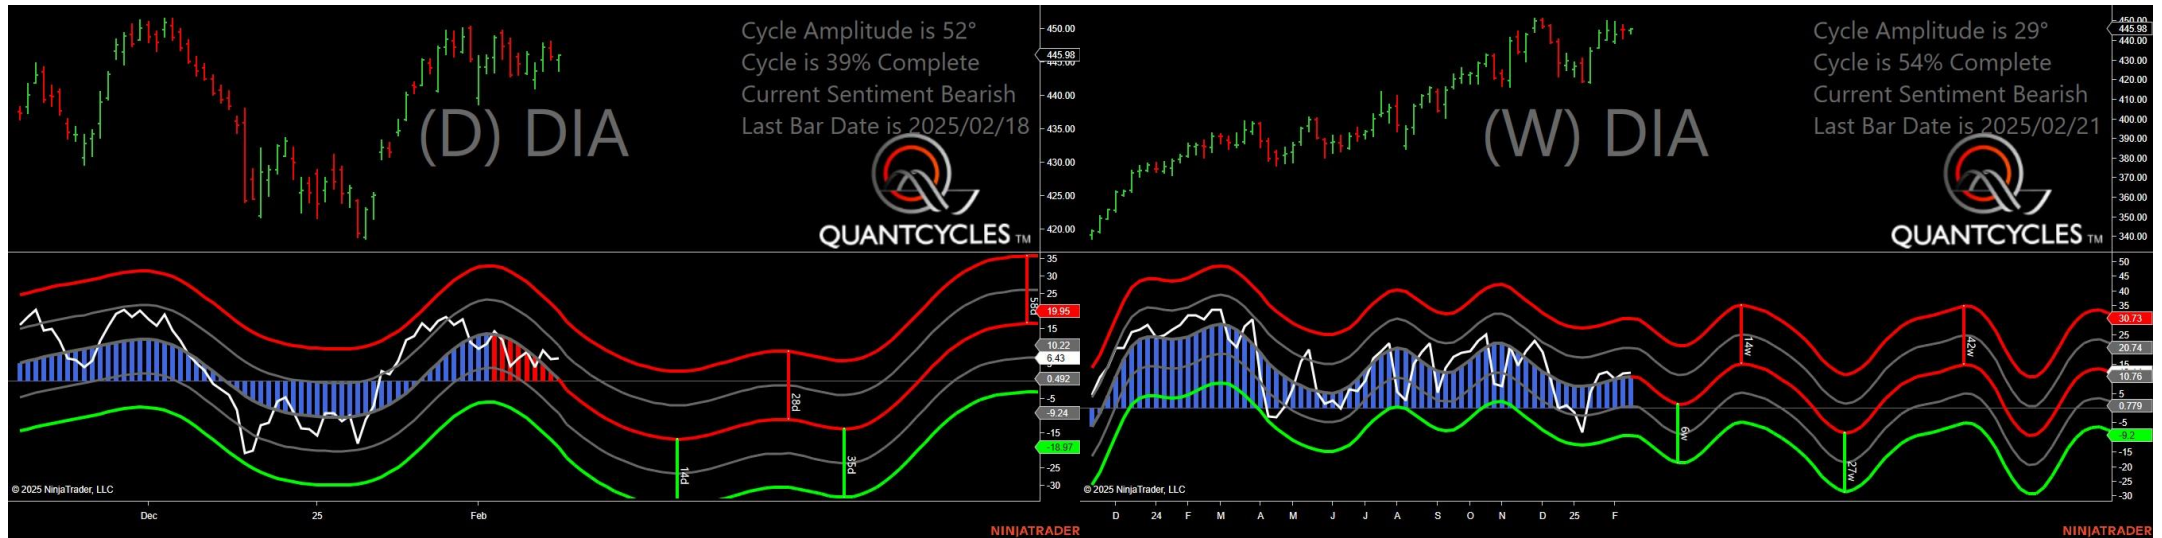 Cycle Amplitude is 52°
Cycle is 39% Complete
Current Sentiment Bearish
Last Bar Date is 2025/02/18
(D) DIA
QUANTCYCLES TM
450.00
445.98
445.00
440.00
435.00
430.00
425.00
420.00
35
30
25
19.95
15
10.22
6.43
0.492
-5
-9.24
-15
-18.97
-25
-30
58d
28d
14d
35d
© 2025 NinjaTrader, LLC
Dec
25
Feb
NINJATRADER
Cycle Amplitude is 29°
Cycle is 54% Complete
Current Sentiment Bearish
Last Bar Date is 2025/02/21
(W) DIA
QUANTCYCLES TM
450.00
445.98
440.00
430.00
420.00
410.00
400.00
390.00
380.00
370.00
360.00
350.00
340.00
50
45
40
35
30.73
25
20.74
15
10.76
0.779
-5
-9.2
-15
-20
-25
-30
14w
42w
6w
27w
© 2025 NinjaTrader, LLC
D
24
F
M
A
M
J
J
A
S
O
N
D
25
F
NINJATRADER